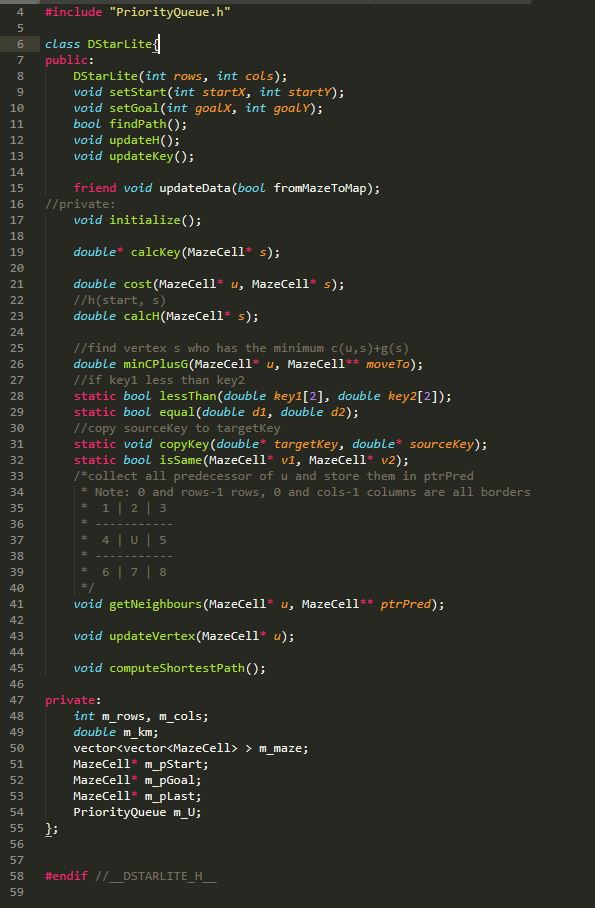 4 #include "PriorityQueue.h"
5
6 class DStarLite{
7 public:
8     DStarLite(int rows, int cols);
9     void setStart(int startX, int startY);
10     void setGoal(int goalX, int goalY);
11     bool findPath();
12     void updateH();
13     void updateKey();
14
15     friend void updateData(bool fromMazeToMap);
16 //private:
17     void initialize();
18
19     double* calcKey(MazeCell* s);
20
21     double cost(MazeCell* u, MazeCell* s);
22     //h(start, s)
23     double calcH(MazeCell* s);
24
25     //find vertex s who has the minimum c(u,s)+g(s)
26     double minCPlusG(MazeCell* u, MazeCell** moveTo);
27     //if key1 less than key2
28     static bool lessThan(double key1[2], double key2[2]);
29     static bool equal(double d1, double d2);
30     //copy sourceKey to targetKey
31     static void copyKey(double* targetKey, double* sourceKey);
32     static bool isSame(MazeCell* v1, MazeCell* v2);
33     /*collect all predecessor of u and store them in ptrPred
34      * Note: 0 and rows-1 rows, 0 and cols-1 columns are all borders
35      *  1 | 2 | 3
36      * -----------
37      *  4 | U | 5
38      * -----------
39      *  6 | 7 | 8
40      */
41     void getNeighbours(MazeCell* u, MazeCell** ptrPred);
42
43     void updateVertex(MazeCell* u);
44
45     void computeShortestPath();
46
47 private:
48     int m_rows, m_cols;
49     double m_km;
50     vector<vector<MazeCell> > m_maze;
51     MazeCell* m_pStart;
52     MazeCell* m_pGoal;
53     MazeCell* m_pLast;
54     PriorityQueue m_U;
55 };
56
57
58 #endif //__DSTARLITE_H__
59